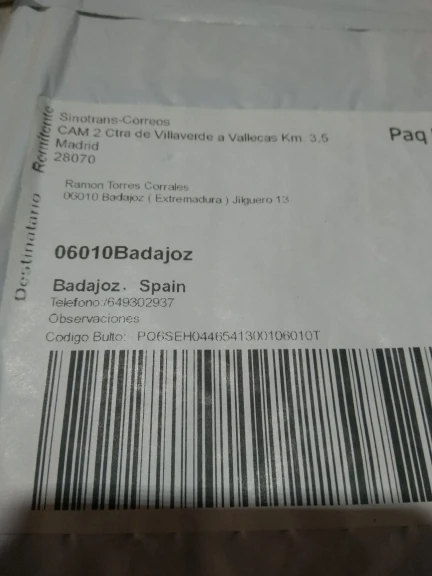 Remitente
Sinotrans-Correos
CAM 2 Ctra de Villaverde a Vallecas Km. 3,5
Madrid
28070
Paq
Destinatario
Ramon Torres Corrales
06010 Badajoz ( Extremadura ) Jilguero 13
06010Badajoz
Badajoz， Spain
Telefono:/649302937
Observaciones
Codigo Bulto: PQ6SEH0446541300106010T